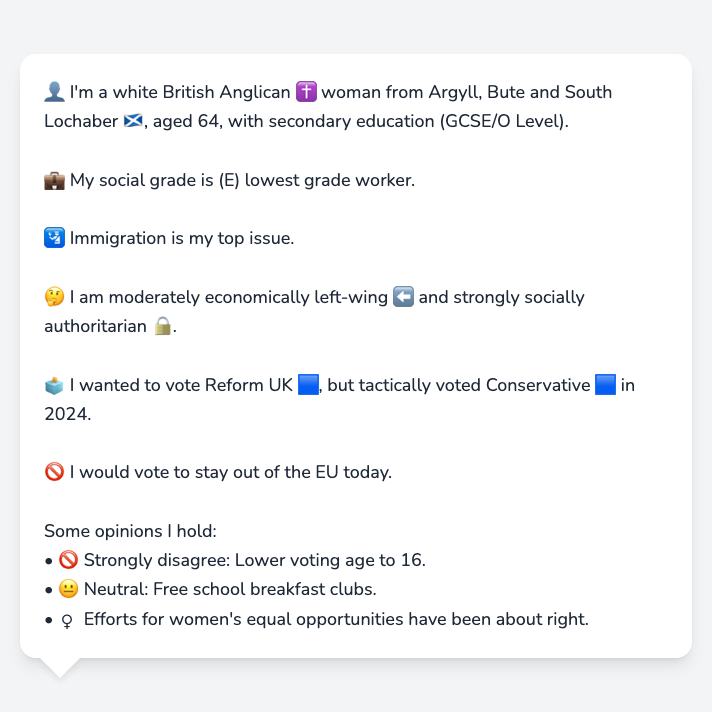 👤 I'm a white British Anglican ✝️ woman from Argyll, Bute and South
Lochaber 🏴󠁧󠁢󠁳󠁣󠁴󠁿, aged 64, with secondary education (GCSE/O Level).
💼 My social grade is (E) lowest grade worker.
🛂 Immigration is my top issue.
🤔 I am moderately economically left-wing ⬅️ and strongly socially
authoritarian 🔒.
🗳️ I wanted to vote Reform UK 🟦, but tactically voted Conservative 🟦 in
2024.
🚫 I would vote to stay out of the EU today.
Some opinions I hold:
• 🚫 Strongly disagree: Lower voting age to 16.
• 😐 Neutral: Free school breakfast clubs.
• ♀ Efforts for women's equal opportunities have been about right.